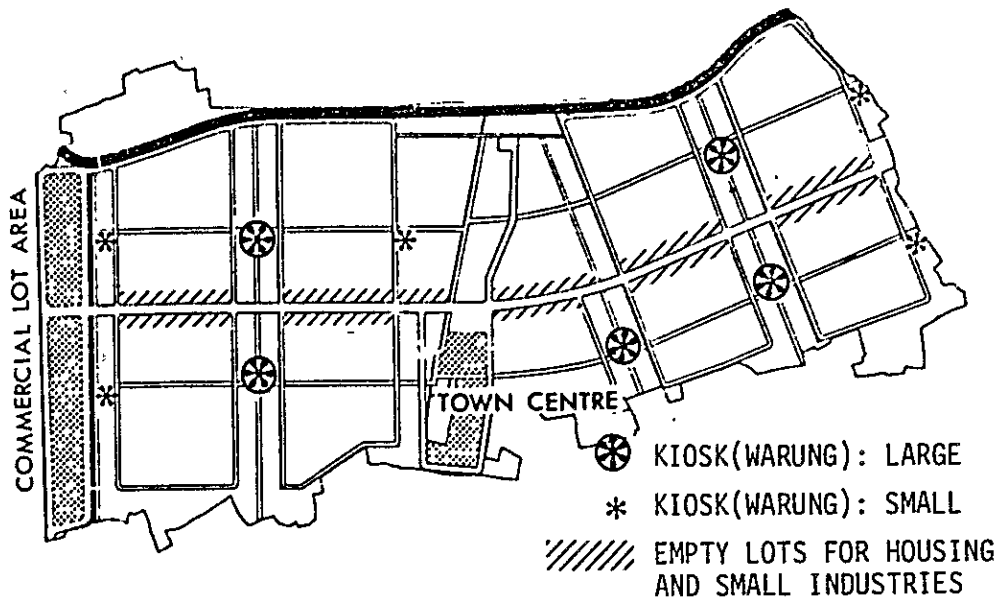 COMMERCIAL LOT AREA
TOWN CENTRE
KIOSK(WARUNG): LARGE
KIOSK(WARUNG): SMALL
EMPTY LOTS FOR HOUSING
AND SMALL INDUSTRIES